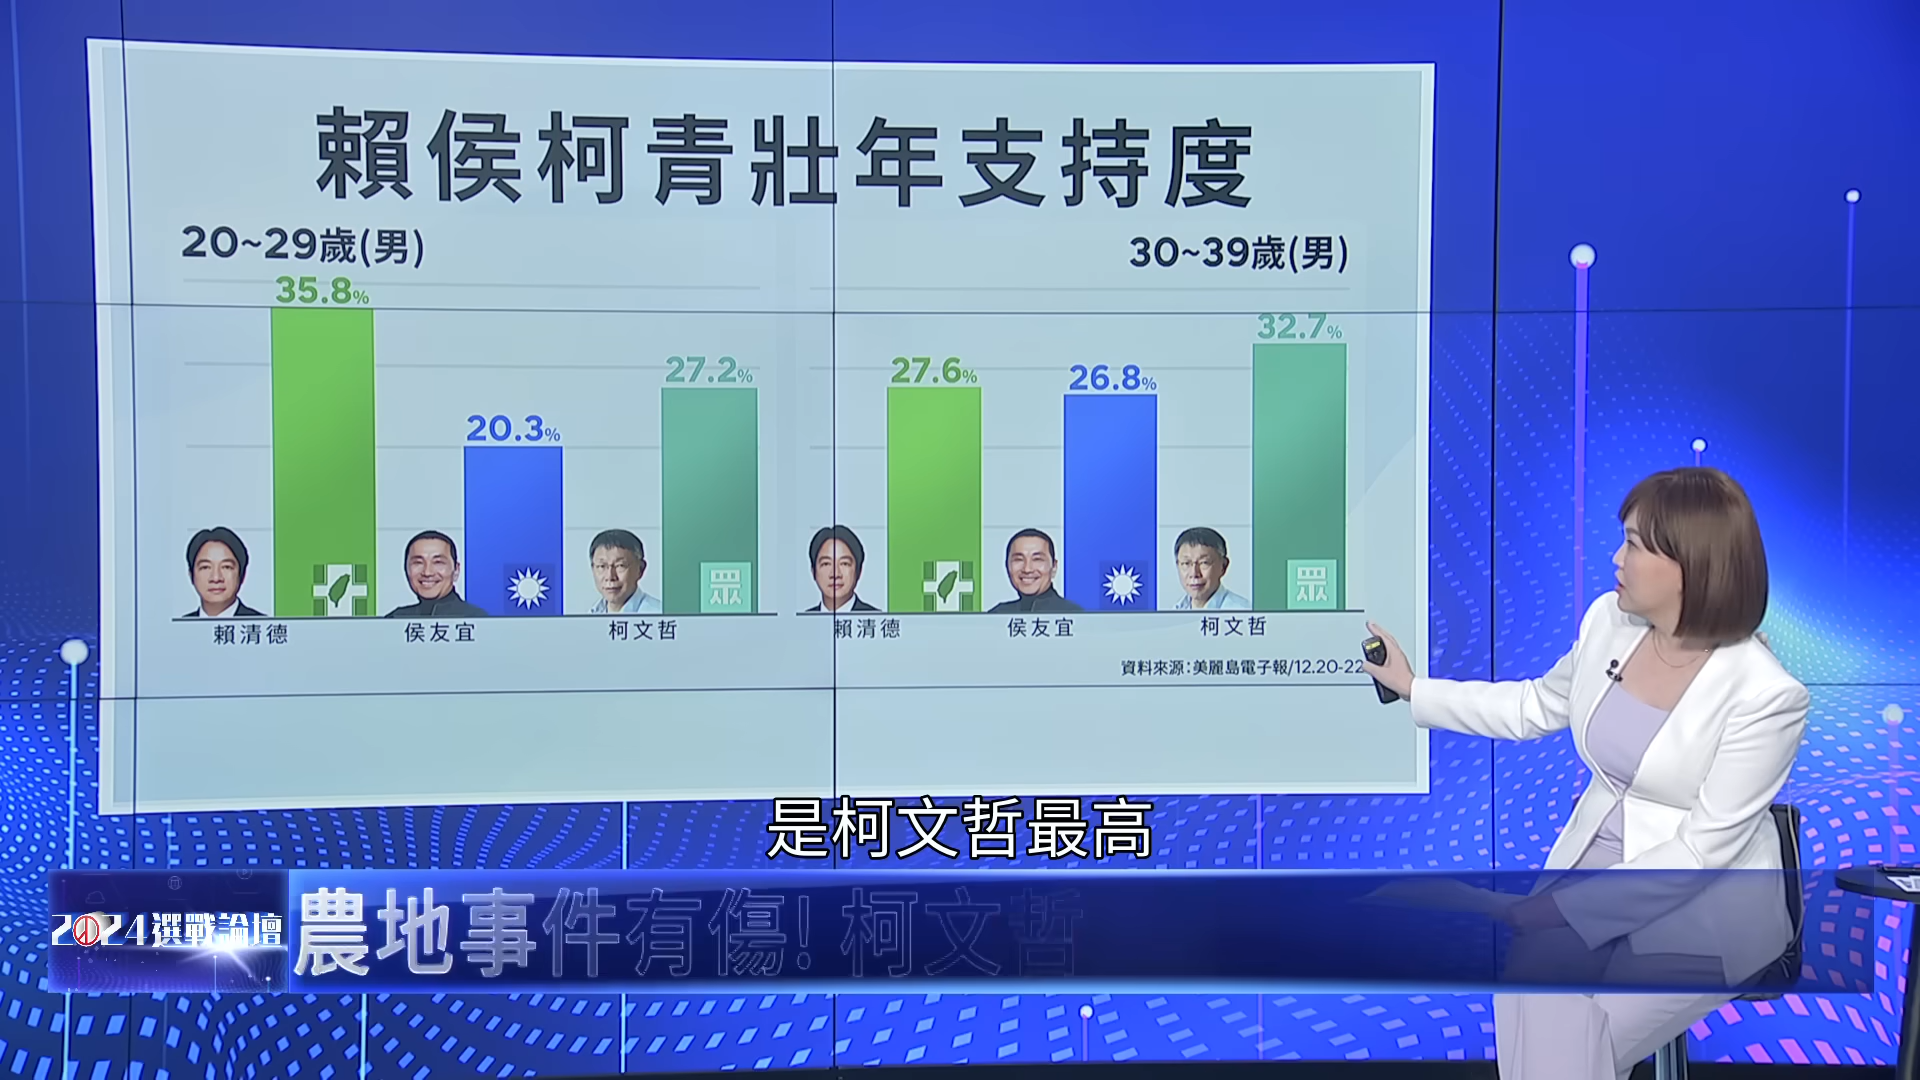 賴侯柯青壯年支持度
20~29歲(男)
30~39歲(男)
35.8%
20.3%
27.2%
27.6%
26.8%
32.7%
眾
眾
賴清德
侯友宜
柯文哲
賴清德
侯友宜
柯文哲
資料來源:美麗島電子報/12.20-22
是柯文哲最高
2024選戰論壇
農地事件有傷!柯文哲